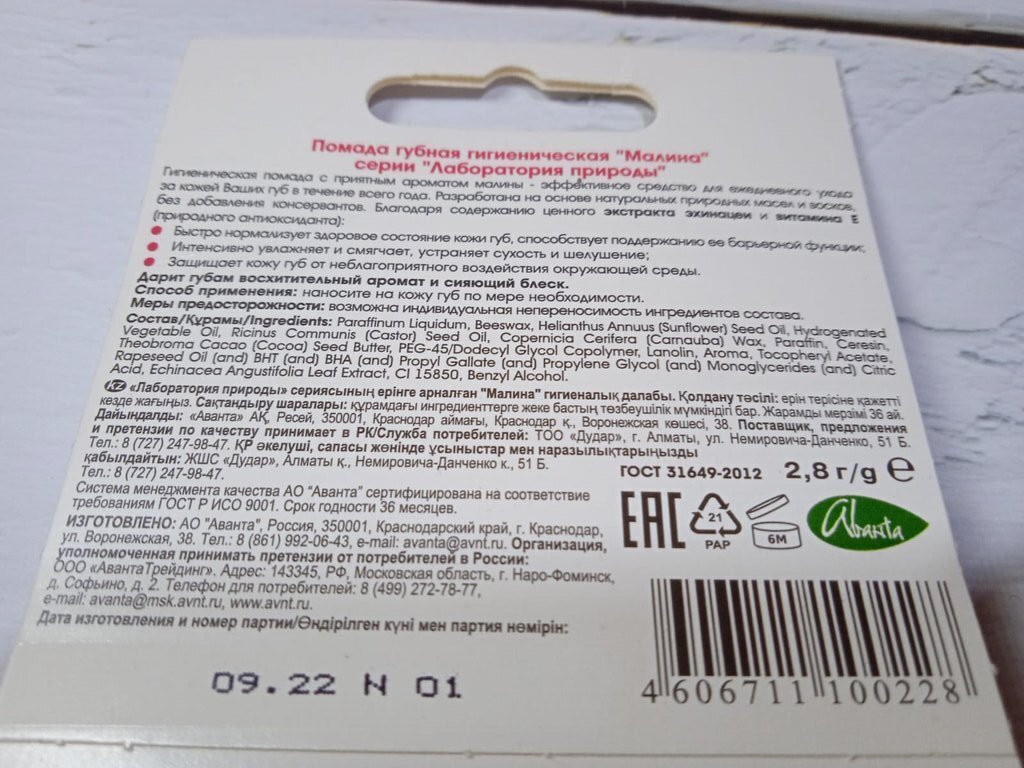 Помада губная гигиеническая "Малина"
серии "Лаборатория природы"
Гигиеническая помада с приятным ароматом малины - эффективное средство для ежедневного ухода
за кожей Ваших губ в течение всего года. Разработана на основе натуральных природных масел и восков,
без добавления консервантов. Благодаря содержанию ценного экстракта эхинацеи и витамина Е
(природного антиоксиданта):
Быстро нормализует здоровое состояние кожи губ, способствует поддержанию ее барьерной функции;
Интенсивно увлажняет и смягчает, устраняет сухость и шелушение;
Защищает кожу губ от неблагоприятного воздействия окружающей среды.
Дарит губам восхитительный аромат и сияющий блеск.
Способ применения: наносите на кожу губ по мере необходимости.
Меры предосторожности: возможна индивидуальная непереносимость ингредиентов состава.
Состав/Құрамы/Ingredients: Paraffinum Liquidum, Beeswax, Helianthus Annuus (Sunflower) Seed Oil, Hydrogenated
Vegetable Oil, Ricinus Communis (Castor) Seed Oil, Copernicia Cerifera (Carnauba) Wax, Paraffin, Ceresin,
Theobroma Cacao (Cocoa) Seed Butter, PEG-45/Dodecyl Glycol Copolymer, Lanolin, Aroma, Tocopheryl Acetate,
Rapeseed Oil (and) BHT (and) BHA (and) Propyl Gallate (and) Propylene Glycol (and) Monoglycerides (and) Citric
Acid, Echinacea Angustifolia Leaf Extract, CI 15850, Benzyl Alcohol.
KZ «Лаборатория природы» сериясының ерінге арналған "Малина" гигиеналық далабы. Қолдану тәсілі: ерін терісіне қажетті
кезде жағыңыз. Сақтандыру шаралары: құрамдағы ингредиенттерге жеке бастың төзбеушілік мүмкіндігі бар. Жарамды мерзімі 36 ай.
Дайындалды: «Аванта» АҚ, Ресей, 350001, Краснодар аймағы, Краснодар қ., Воронежская көшесі, 38. Поставщик, предложения
и претензии по качеству принимает в РК/Служба потребителей: ТОО «Дудар», г. Алматы, ул. Немировича-Данченко, 51 Б.
Тел.: 8 (727) 247-98-47. ҚР әкелуші, сапасы жөнінде ұсыныстар мен наразылықтарыңызды
қабылдайтын: ЖШС «Дудар», Алматы қ., Немировича-Данченко к., 51 Б.
Тел.: 8 (727) 247-98-47.
ГОСТ 31649-2012 2,8 г/g ℮
Система менеджмента качества АО "Аванта" сертифицирована на соответствие
требованиям ГОСТ Р ИСО 9001. Срок годности 36 месяцев.
ИЗГОТОВЛЕНО: АО "Аванта", Россия, 350001, Краснодарский край, г. Краснодар,
ул. Воронежская, 38. Тел.: 8 (861) 992-06-43, e-mail: avanta@avnt.ru. Организация,
уполномоченная принимать претензии от потребителей в России:
ООО «АвантаТрейдинг». Адрес: 143345, РФ, Московская область, г. Наро-Фоминск,
д. Софьино, д. 2. Телефон для потребителей: 8 (499) 272-78-77,
e-mail: avanta@msk.avnt.ru, www.avnt.ru.
Дата изготовления и номер партии/Өндірілген күні мен партия нөмірін:
EAC
21
PAP
6M
Avanta
09.22 N 01
4 606711 100228